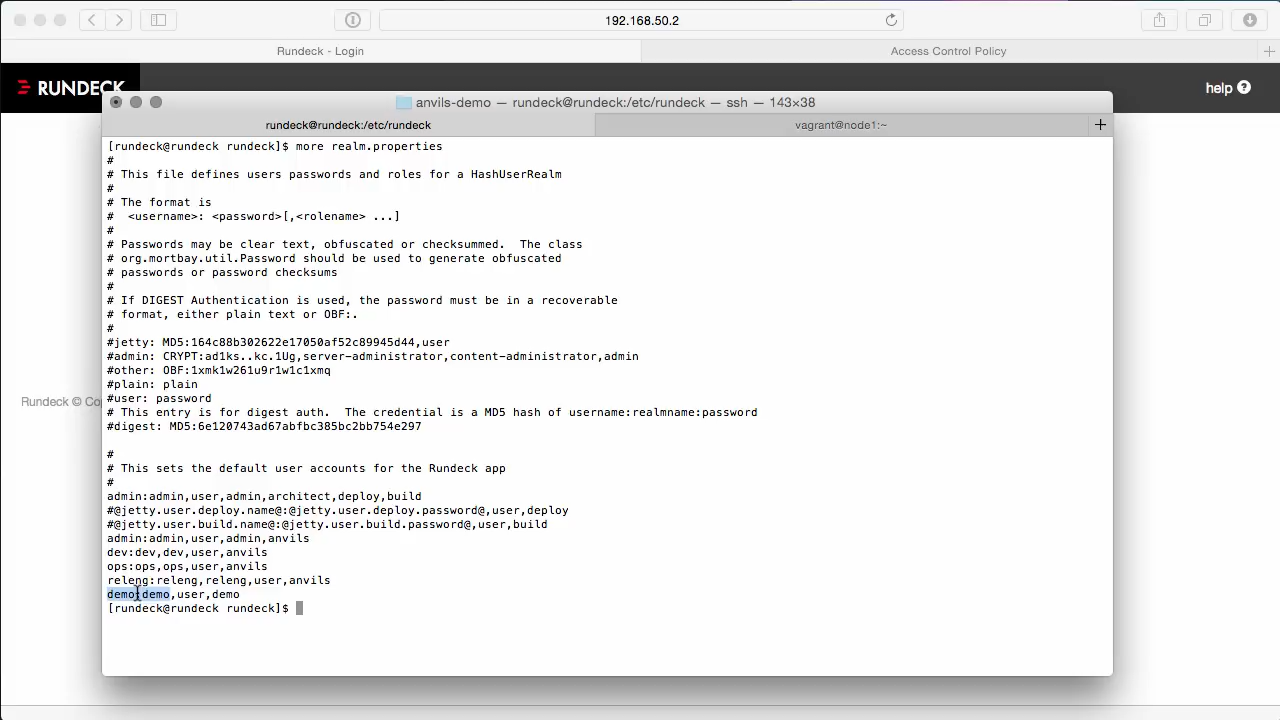 192.168.50.2
Rundeck - Login
Access Control Policy
RUNDECK
help
anvils-demo — rundeck@rundeck:/etc/rundeck — ssh — 143×38
rundeck@rundeck:/etc/rundeck
vagrant@node1:~
[rundeck@rundeck rundeck]$ more realm.properties
#
# This file defines users passwords and roles for a HashUserRealm
#
# The format is
#  <username>: <password>[,<rolename> ...]
#
# Passwords may be clear text, obfuscated or checksummed.  The class
# org.mortbay.util.Password should be used to generate obfuscated
# passwords or password checksums
#
# If DIGEST Authentication is used, the password must be in a recoverable
# format, either plain text or OBF:.
#
#jetty: MD5:164c88b302622e17050af52c89945d44,user
#admin: CRYPT:ad1ks..kc.1Ug,server-administrator,content-administrator,admin
#other: OBF:1xmk1w261u9r1w1c1xmq
#plain: plain
#user: password
# This entry is for digest auth.  The credential is a MD5 hash of username:realmname:password
#digest: MD5:6e120743ad67abfbc385bc2bb754e297
#
# This sets the default user accounts for the Rundeck app
#
admin:admin,user,admin,architect,deploy,build
#@jetty.user.deploy.name@:@jetty.user.deploy.password@,user,deploy
#@jetty.user.build.name@:@jetty.user.build.password@,user,build
admin:admin,user,admin,anvils
dev:dev,dev,user,anvils
ops:ops,ops,user,anvils
releng:releng,releng,user,anvils
demo:demo,user,demo
[rundeck@rundeck rundeck]$
Rundeck ©